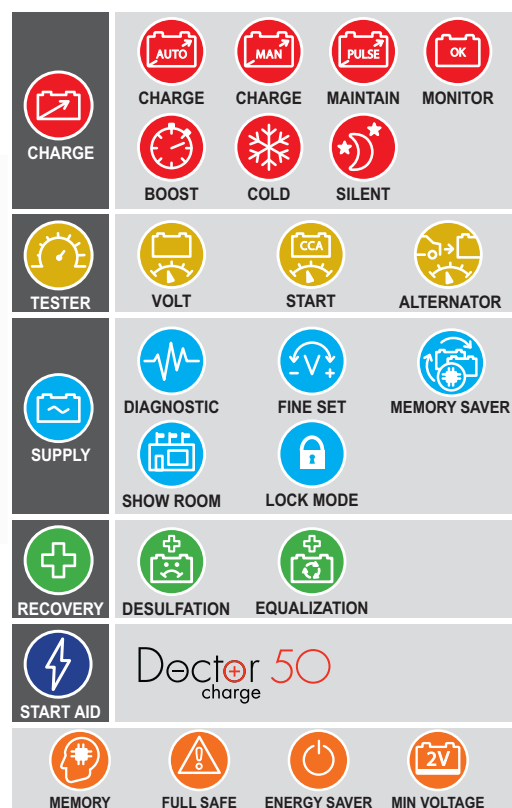 AUTO MAN PULSE OK
CHARGE CHARGE MAINTAIN MONITOR
CHARGE
BOOST COLD SILENT
CCA
TESTER VOLT START ALTERNATOR
V
- +
DIAGNOSTIC FINE SET MEMORY SAVER
SUPPLY
SHOW ROOM LOCK MODE
RECOVERY DESULFATION EQUALIZATION
Doctor 50
charge
START AID
2V
MEMORY FULL SAFE ENERGY SAVER MIN VOLTAGE